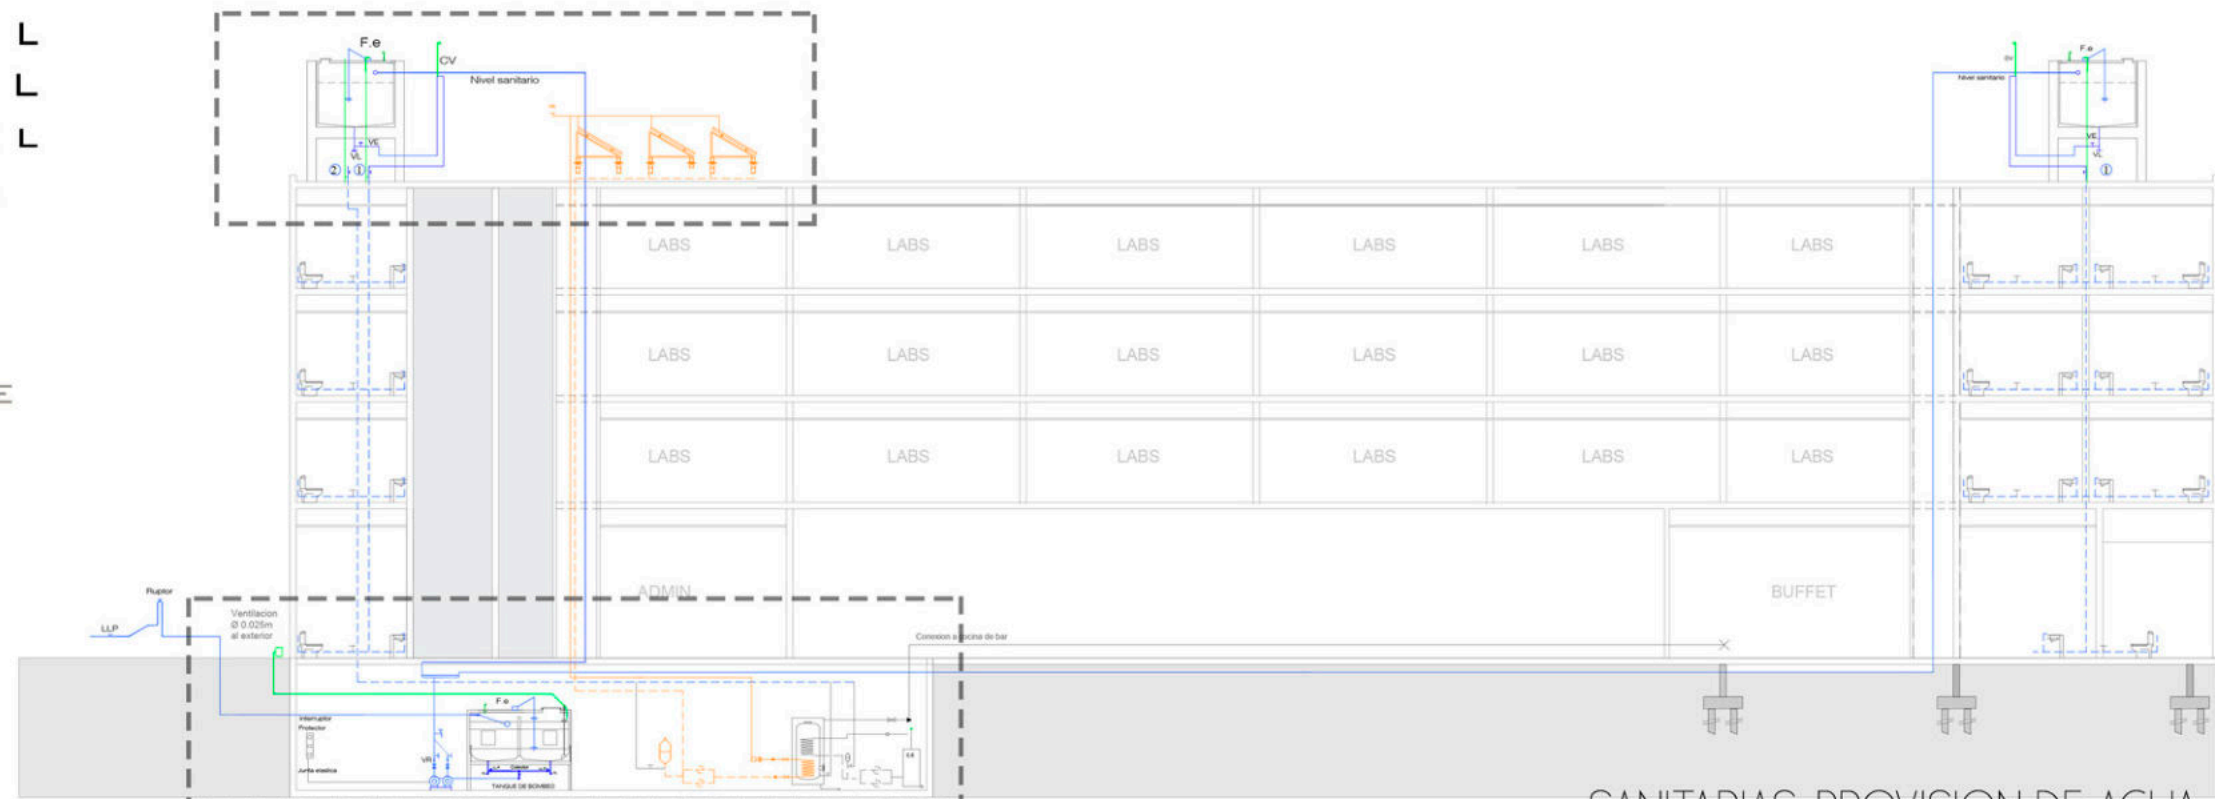 L
L
L
E
F.e
CV
Nivel sanitario
VE
VL
② ①
F.e
Nivel sanitario
VE
①
LABS LABS LABS LABS LABS LABS
LABS LABS LABS LABS LABS LABS
LABS LABS LABS LABS LABS LABS
ADMIN
BUFFET
Ruptor
LLP
Ventilacion
Ø 0.025m
al exterior
Conexion a cocina de bar
F.e
Interruptor
Protector
Junta elastica
VR
Colector
TANQUE DE BOMBEO
SANITARIAS-PROVISION DE AGUA